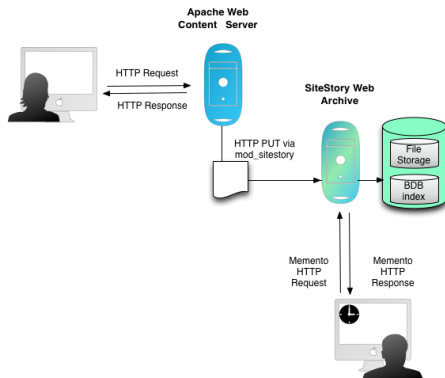 Apache Web
Content Server
HTTP Request
HTTP Response
SiteStory Web
Archive
HTTP PUT via
mod_sitestory
File
Storage
BDB
index
Memento
HTTP
Request
Memento
HTTP
Response